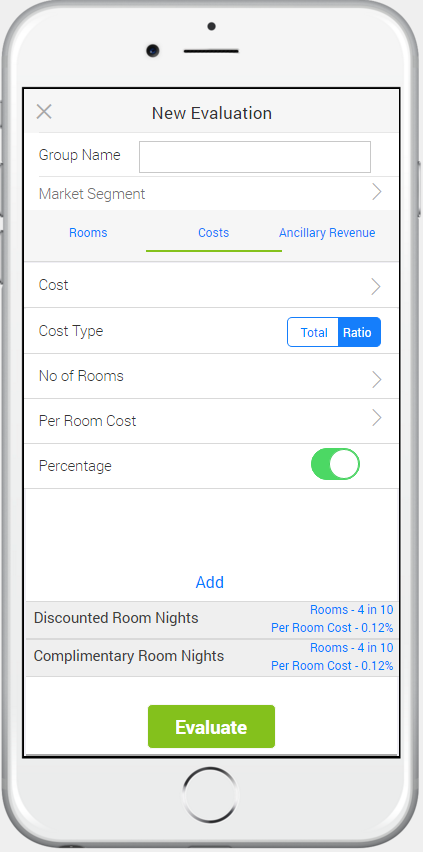 New Evaluation
Group Name
Market Segment
Rooms Costs Ancillary Revenue
Cost
Cost Type Total Ratio
No of Rooms
Per Room Cost
Percentage
Add
Discounted Room Nights Rooms - 4 in 10
Per Room Cost - 0.12%
Complimentary Room Nights Rooms - 4 in 10
Per Room Cost - 0.12%
Evaluate